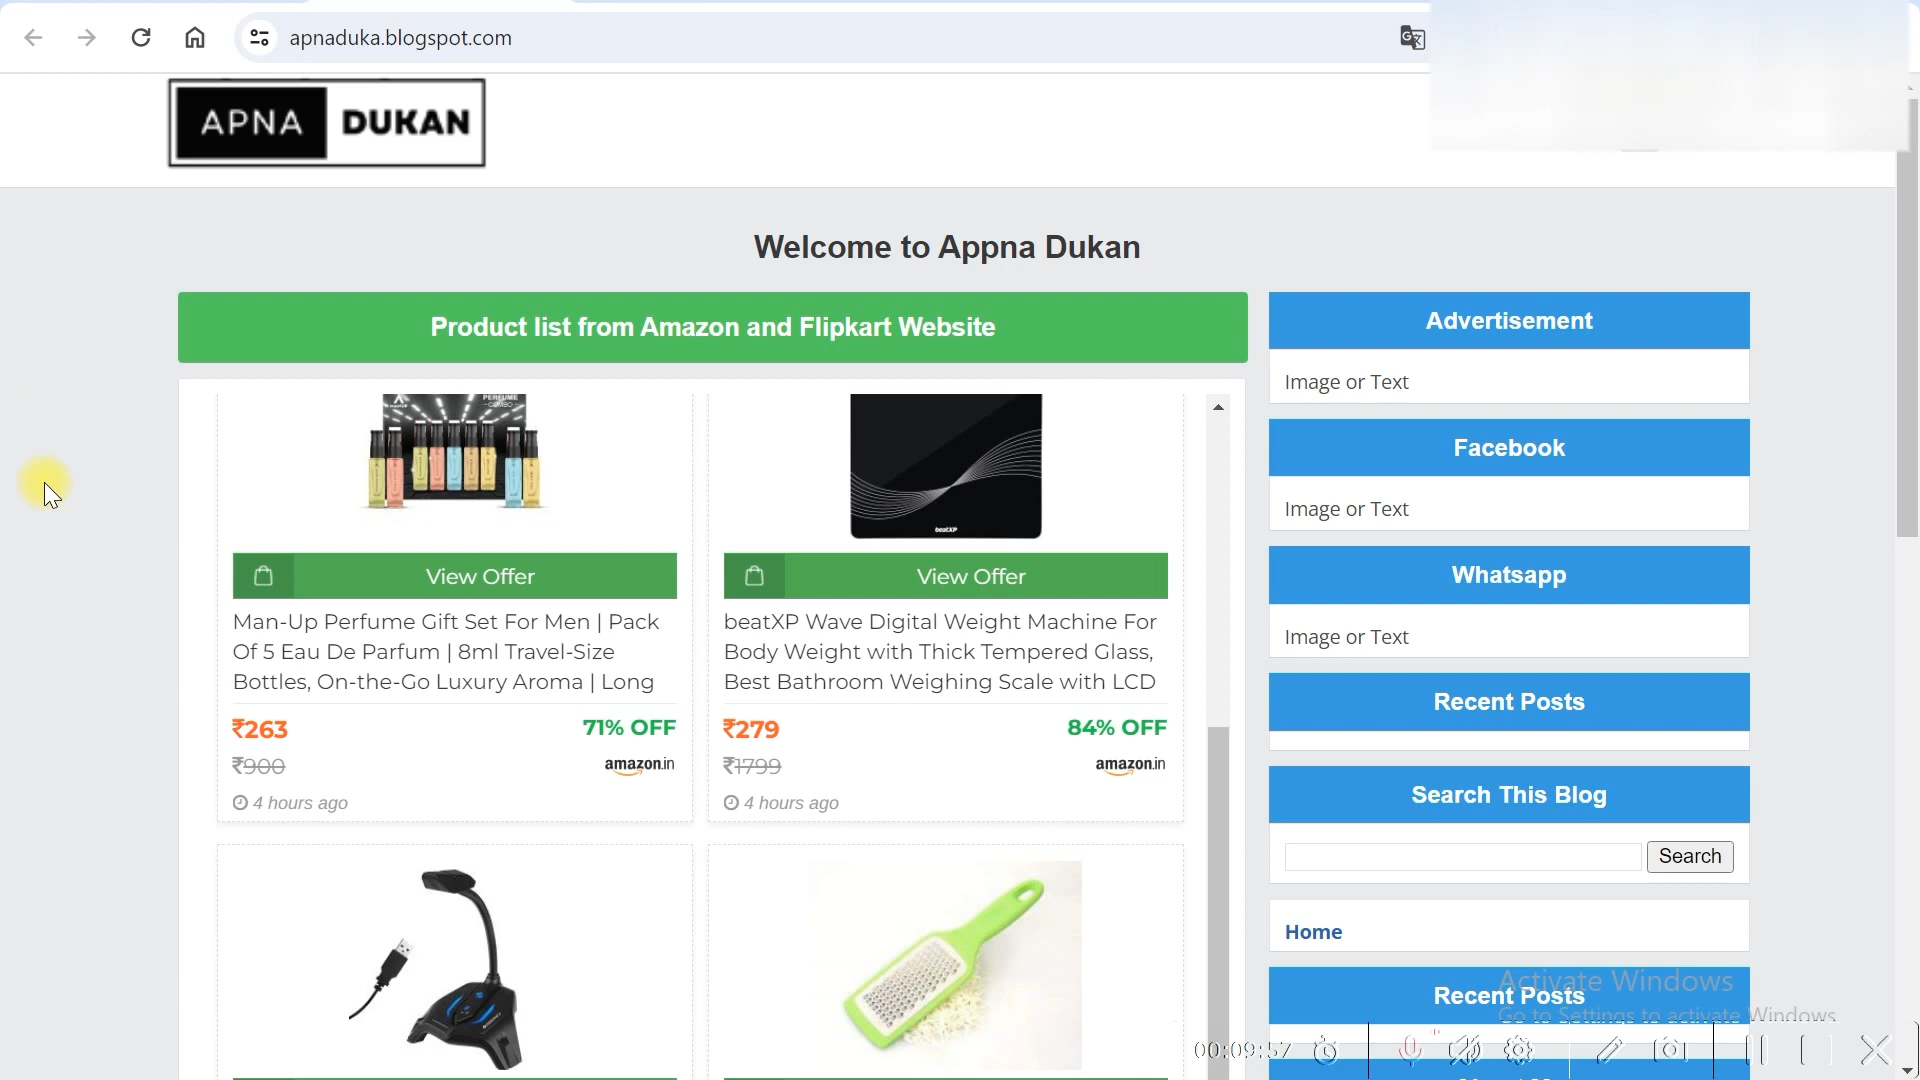 apnaduka.blogspot.com
APNA DUKAN
Welcome to Appna Dukan
Product list from Amazon and Flipkart Website
PERFUME
COMBO
beatXP
View Offer
View Offer
Man-Up Perfume Gift Set For Men | Pack
Of 5 Eau De Parfum | 8ml Travel-Size
Bottles, On-the-Go Luxury Aroma | Long
beatXP Wave Digital Weight Machine For
Body Weight with Thick Tempered Glass,
Best Bathroom Weighing Scale with LCD
₹263
71% OFF
₹900
amazon.in
4 hours ago
₹279
84% OFF
₹1799
amazon.in
4 hours ago
Advertisement
Image or Text
Facebook
Image or Text
Whatsapp
Image or Text
Recent Posts
Search This Blog
Search
Home
Recent Posts
Activate Windows
Go to Settings to activate Windows
00:09:57